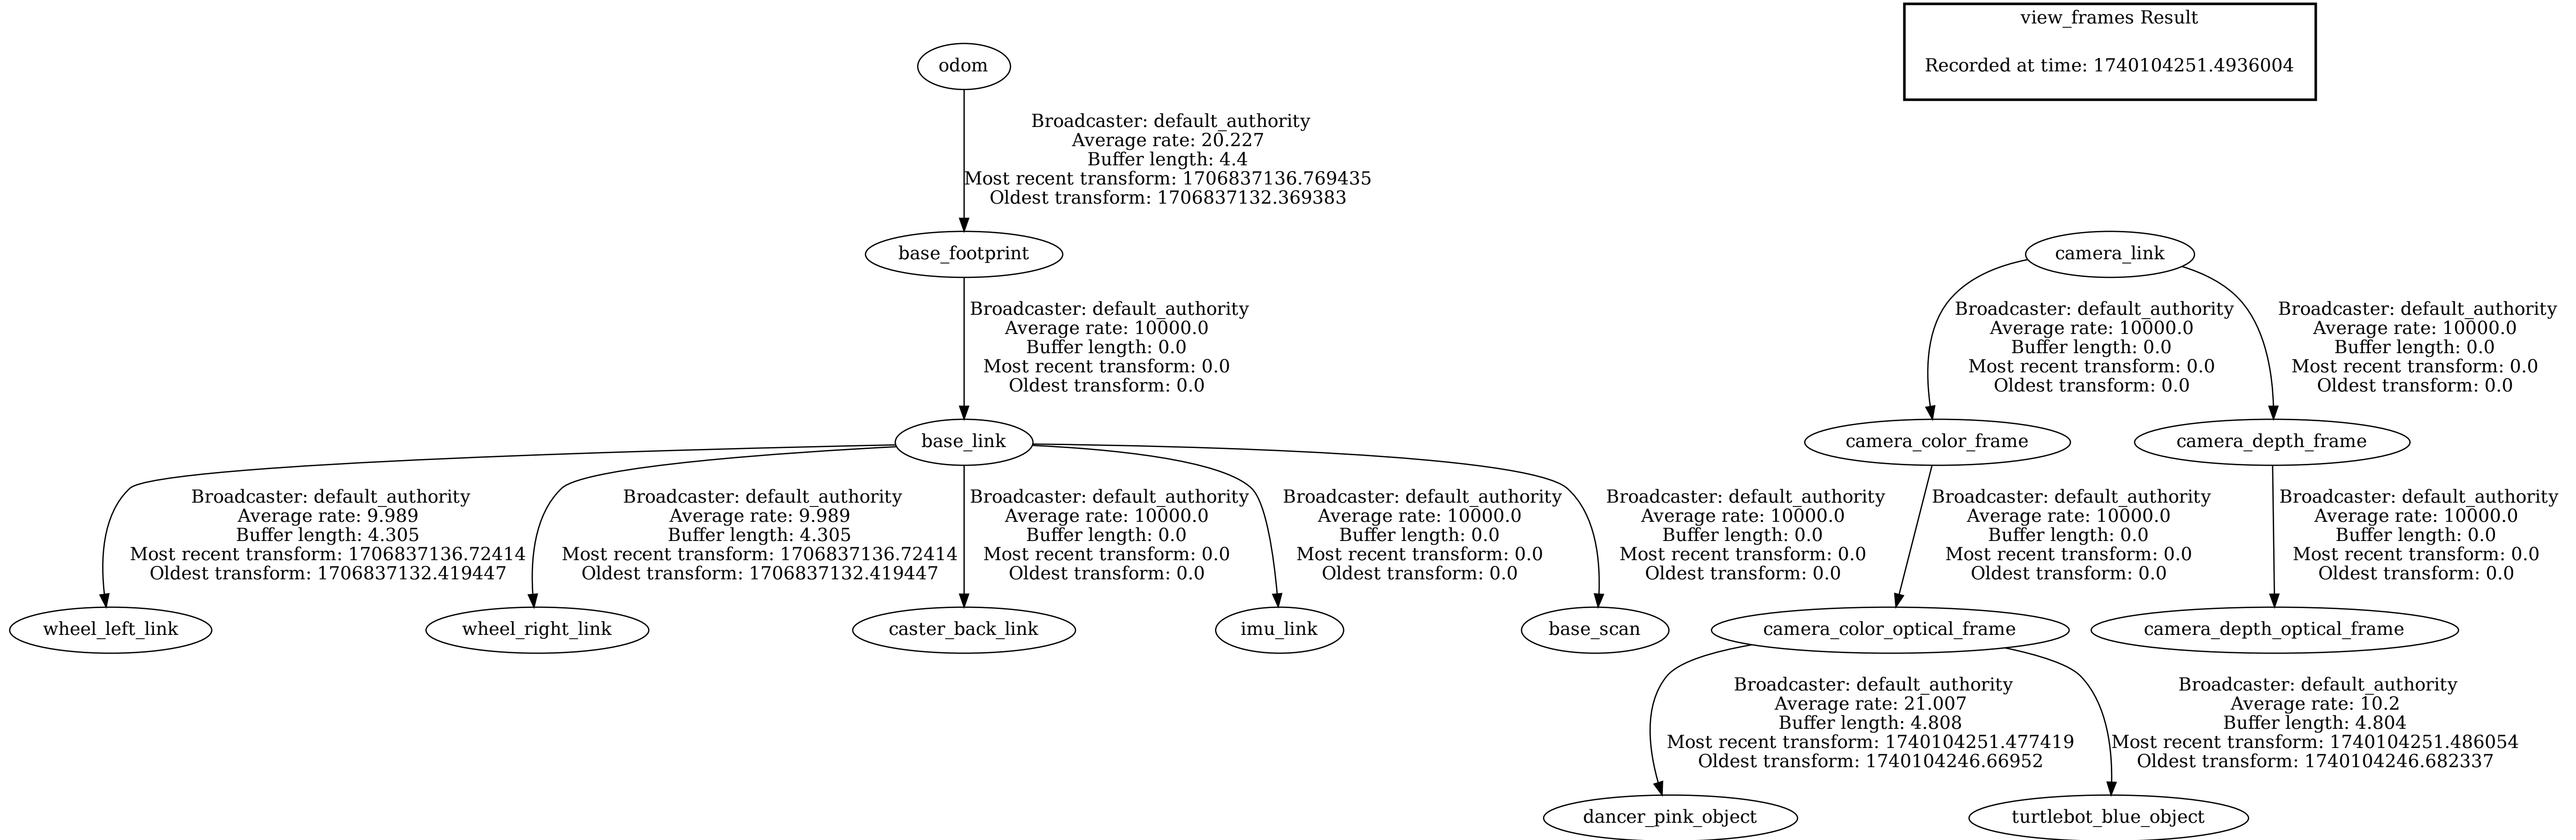 view_frames Result
Recorded at time: 1740104251.4936004
odom
Broadcaster: default_authority
Average rate: 20.227
Buffer length: 4.4
Most recent transform: 1706837136.769435
Oldest transform: 1706837132.369383
base_footprint
Broadcaster: default_authority
Average rate: 10000.0
Buffer length: 0.0
Most recent transform: 0.0
Oldest transform: 0.0
base_link
Broadcaster: default_authority
Average rate: 9.989
Buffer length: 4.305
Most recent transform: 1706837136.72414
Oldest transform: 1706837132.419447
wheel_left_link
Broadcaster: default_authority
Average rate: 9.989
Buffer length: 4.305
Most recent transform: 1706837136.72414
Oldest transform: 1706837132.419447
wheel_right_link
Broadcaster: default_authority
Average rate: 10000.0
Buffer length: 0.0
Most recent transform: 0.0
Oldest transform: 0.0
caster_back_link
Broadcaster: default_authority
Average rate: 10000.0
Buffer length: 0.0
Most recent transform: 0.0
Oldest transform: 0.0
imu_link
Broadcaster: default_authority
Average rate: 10000.0
Buffer length: 0.0
Most recent transform: 0.0
Oldest transform: 0.0
base_scan
camera_link
Broadcaster: default_authority
Average rate: 10000.0
Buffer length: 0.0
Most recent transform: 0.0
Oldest transform: 0.0
camera_color_frame
Broadcaster: default_authority
Average rate: 10000.0
Buffer length: 0.0
Most recent transform: 0.0
Oldest transform: 0.0
camera_depth_frame
Broadcaster: default_authority
Average rate: 10000.0
Buffer length: 0.0
Most recent transform: 0.0
Oldest transform: 0.0
camera_color_optical_frame
Broadcaster: default_authority
Average rate: 10000.0
Buffer length: 0.0
Most recent transform: 0.0
Oldest transform: 0.0
camera_depth_optical_frame
Broadcaster: default_authority
Average rate: 21.007
Buffer length: 4.808
Most recent transform: 1740104251.477419
Oldest transform: 1740104246.66952
dancer_pink_object
Broadcaster: default_authority
Average rate: 10.2
Buffer length: 4.804
Most recent transform: 1740104251.486054
Oldest transform: 1740104246.682337
turtlebot_blue_object